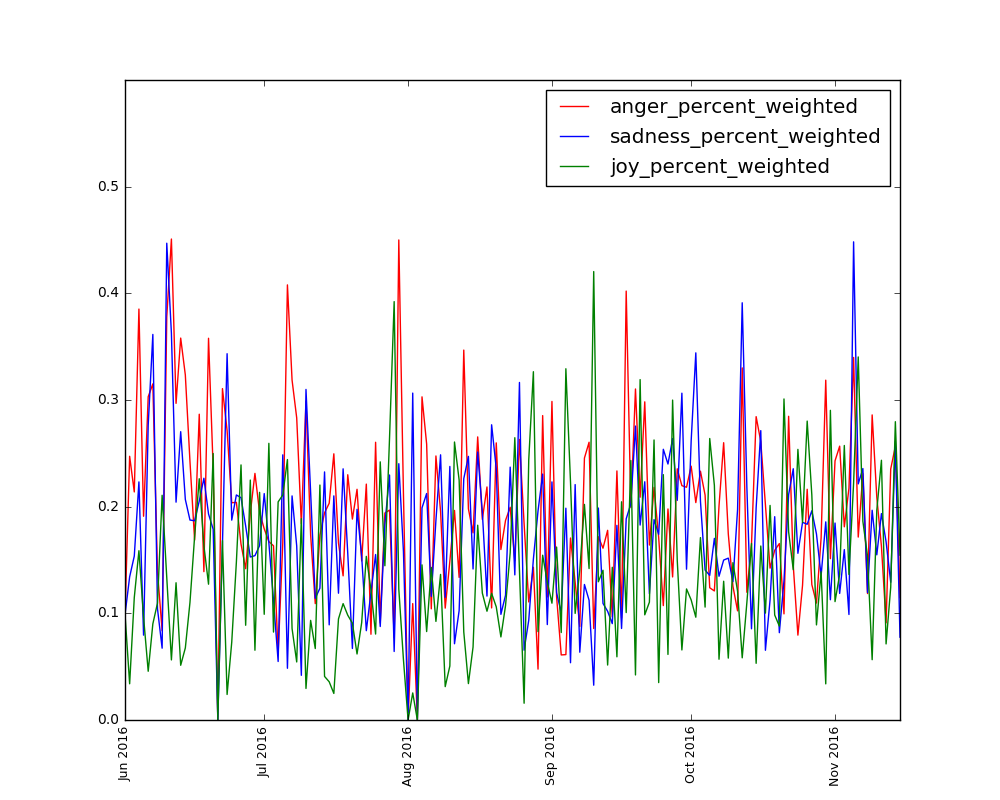 anger_percent_weighted
sadness_percent_weighted
joy_percent_weighted
0.5
0.4
0.3
0.2
0.1
0.0
Jun 2016
Jul 2016
Aug 2016
Sep 2016
Oct 2016
Nov 2016